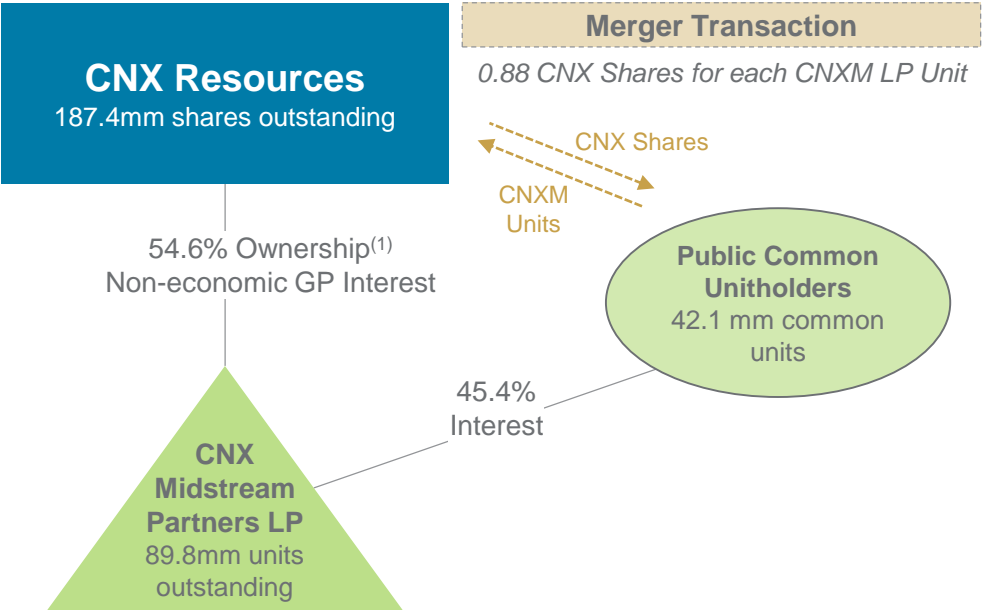 Merger Transaction
CNX Resources
187.4mm shares outstanding
0.88 CNX Shares for each CNXM LP Unit
CNX Shares
CNXM
Units
54.6% Ownership(1)
Non-economic GP Interest
Public Common
Unitholders
42.1 mm common
units
45.4%
Interest
CNX
Midstream
Partners LP
89.8mm units
outstanding